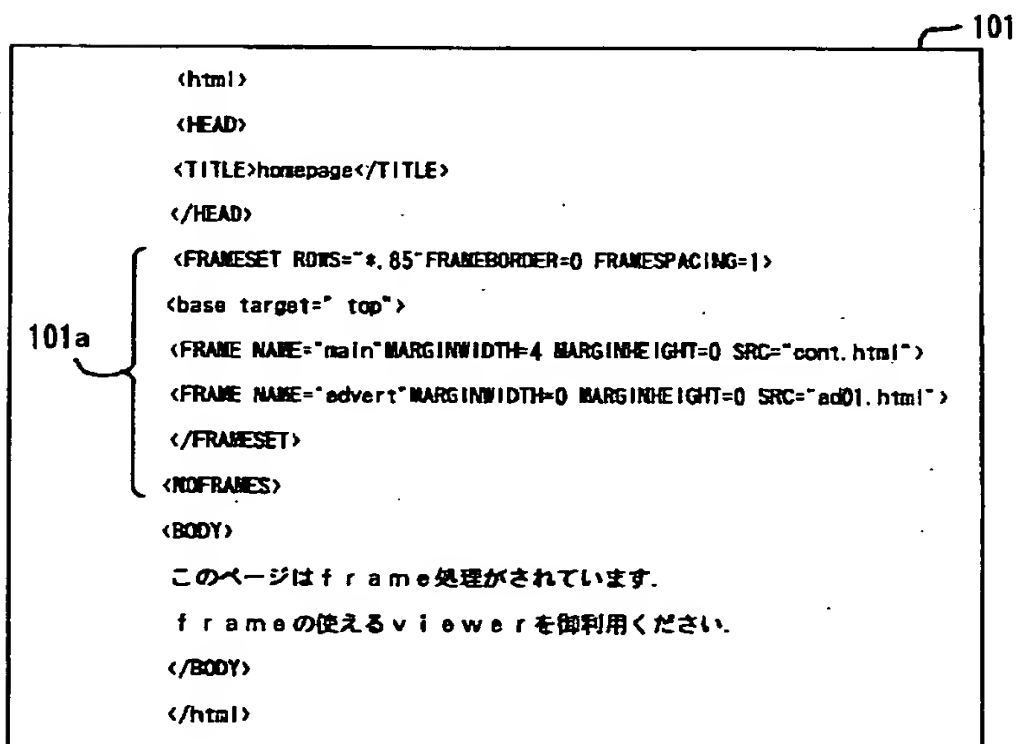 101
<html>
<HEAD>
<TITLE>homepage</TITLE>
</HEAD>
<FRAMESET ROWS="*,85"FRAMEBORDER=0 FRAMESPACING=1>
<base target=" top">
101a
<FRAME NAME="main"MARGINWIDTH=4 MARGINHEIGHT=0 SRC="cont.html">
<FRAME NAME="advert"MARGINWIDTH=0 MARGINHEIGHT=0 SRC="ad01.html">
</FRAMESET>
<NOFRAMES>
<BODY>
このページはｆｒａｍｅ処理がされています.
ｆｒａｍｅの使えるｖｉｅｗｅｒを御利用ください.
</BODY>
</html>